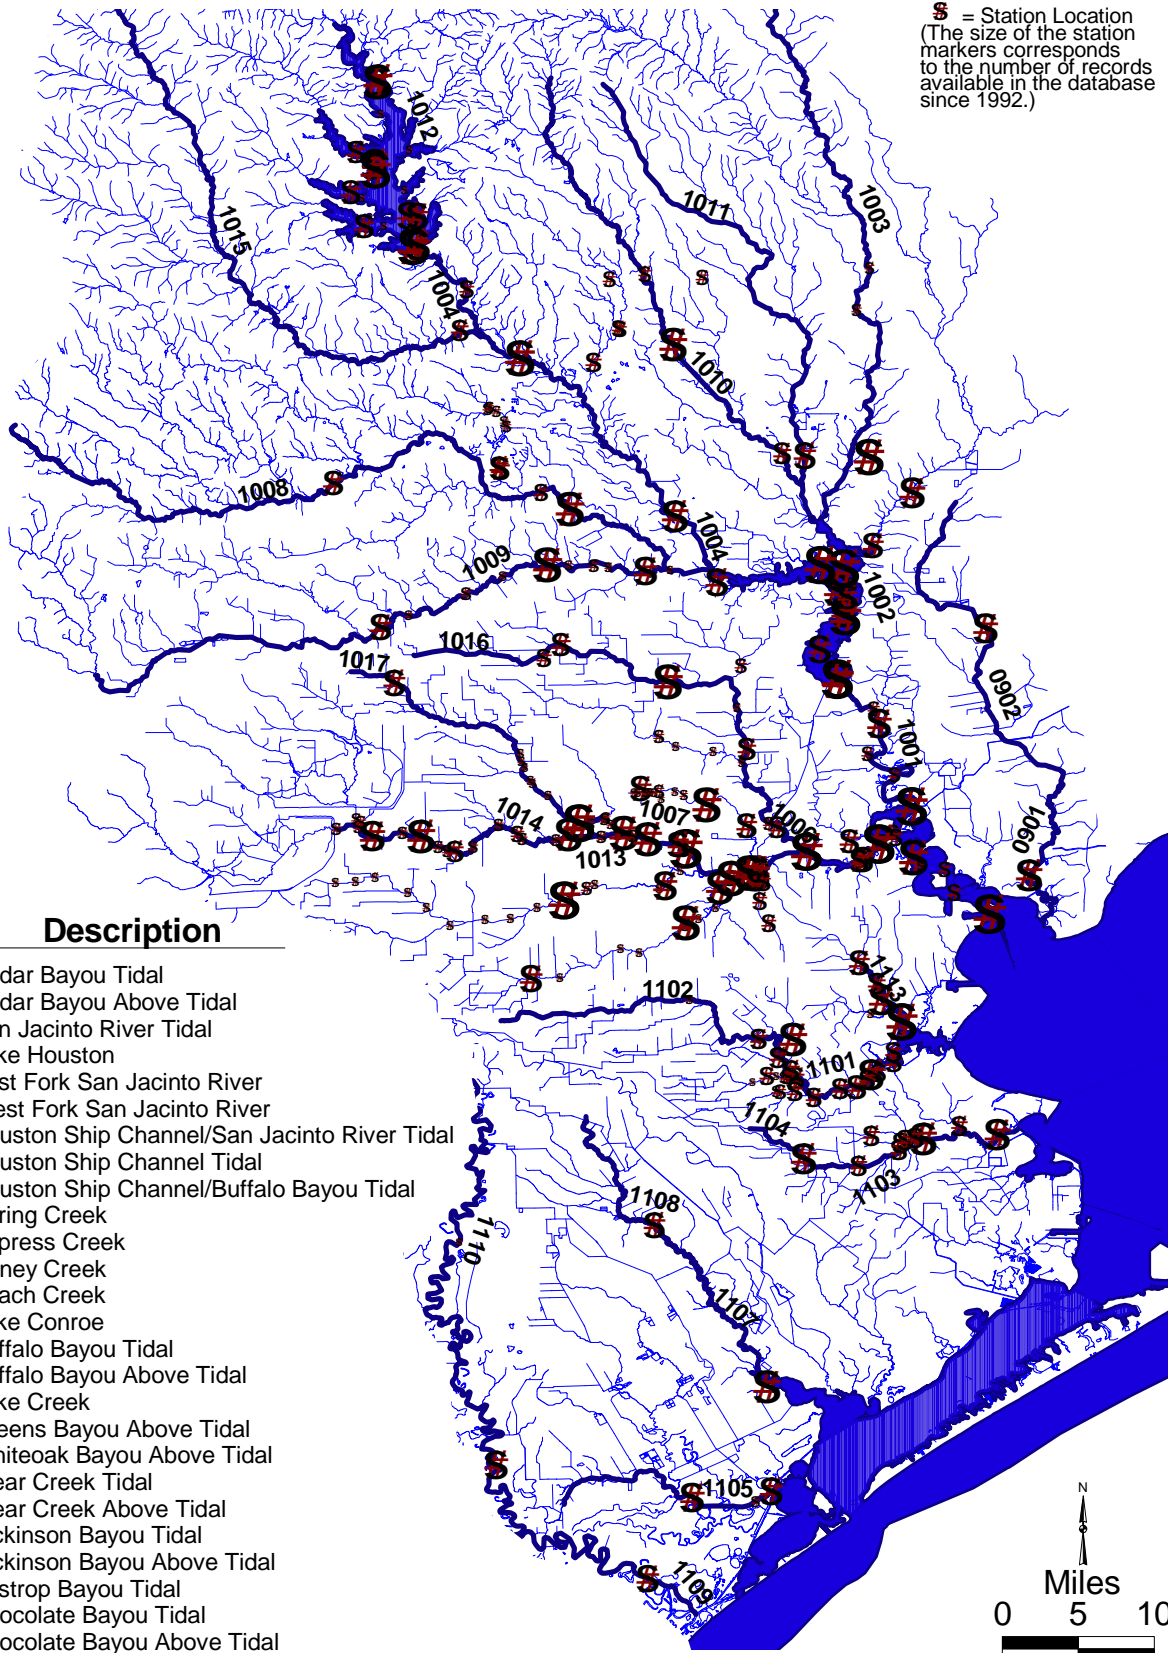 = Station Location
(The size of the station
markers corresponds
to the number of records
available in the database
since 1992.)
1012
1011
1003
1015
1004
1010
1008
1004
1009
1002
1016
1017
0902
1001
1014
1007
1006
1013
0901
Description
dar Bayou Tidal
dar Bayou Above Tidal
n Jacinto River Tidal
ke Houston
st Fork San Jacinto River
est Fork San Jacinto River
uston Ship Channel/San Jacinto River Tidal
uston Ship Channel Tidal
uston Ship Channel/Buffalo Bayou Tidal
ring Creek
press Creek
ney Creek
ach Creek
ke Conroe
ffalo Bayou Tidal
ffalo Bayou Above Tidal
ke Creek
eens Bayou Above Tidal
niteoak Bayou Above Tidal
ear Creek Tidal
ear Creek Above Tidal
ckinson Bayou Tidal
ckinson Bayou Above Tidal
strop Bayou Tidal
ocolate Bayou Tidal
ocolate Bayou Above Tidal
1113
1102
1101
1104
1103
1108
1110
1107
1105
1109
N
Miles
0 5 10